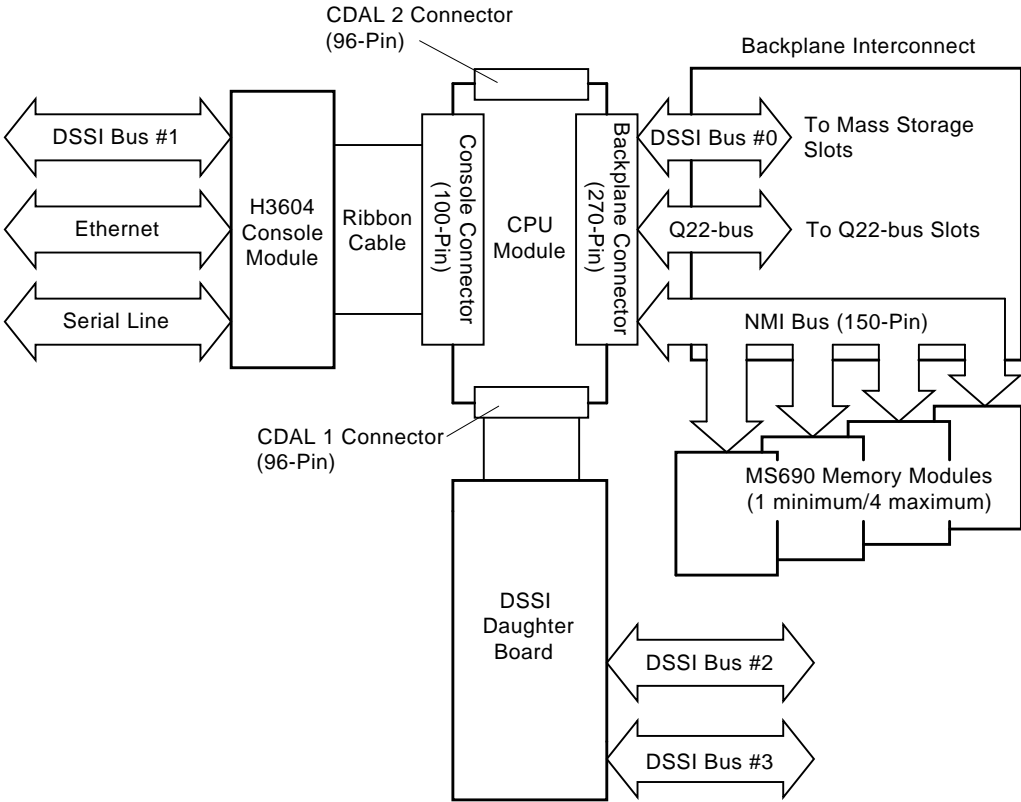 CDAL 2 Connector
(96-Pin)
Backplane Interconnect
DSSI Bus #1
Ethernet
Serial Line
H3604
Console
Module
Ribbon
Cable
Console Connector
(100-Pin)
CPU
Module
Backplane Connector
(270-Pin)
DSSI Bus #0
To Mass Storage
Slots
Q22-bus
To Q22-bus Slots
NMI Bus (150-Pin)
CDAL 1 Connector
(96-Pin)
MS690 Memory Modules
(1 minimum/4 maximum)
DSSI
Daughter
Board
DSSI Bus #2
DSSI Bus #3